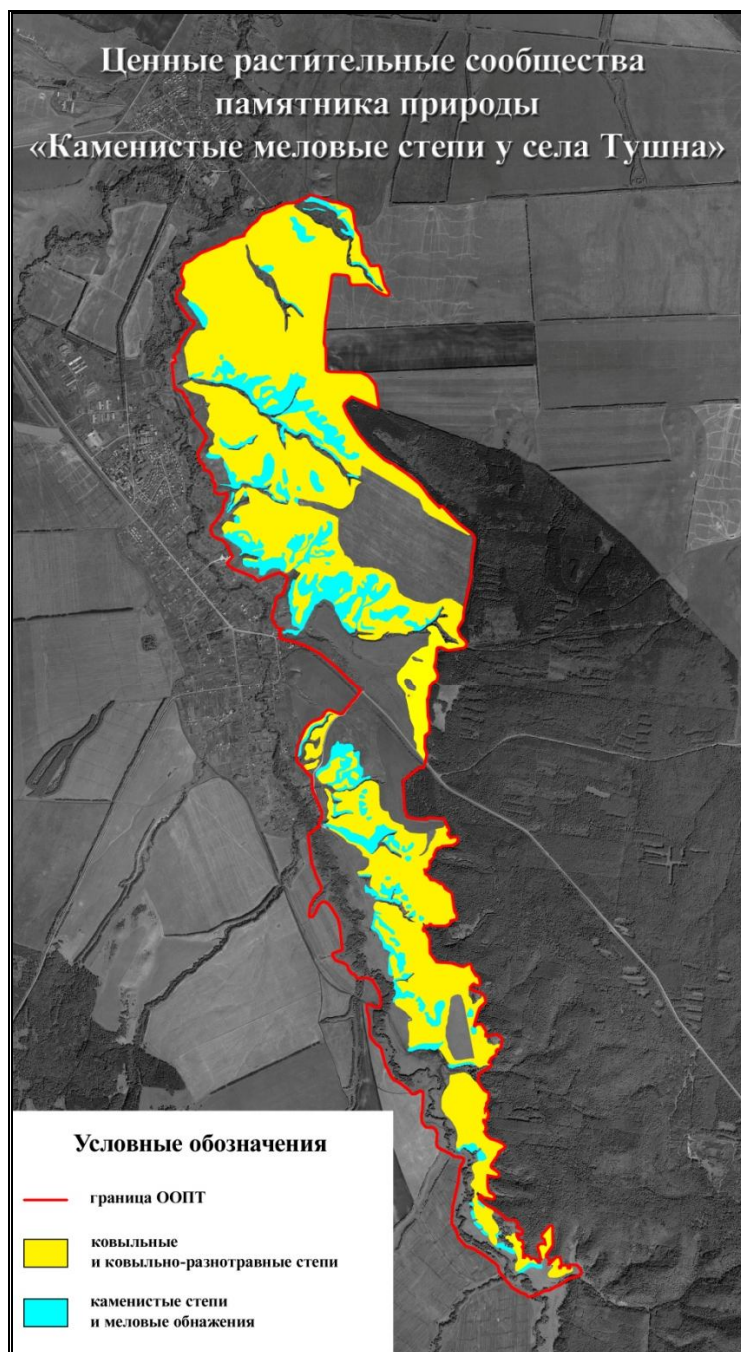 Ценные растительные сообщества
памятника природы
«Каменистые меловые степи у села Тушна»
Условные обозначения
граница ООПТ
ковыльные
и ковыльно-разнотравные степи
каменистые степи
и меловые обнажения